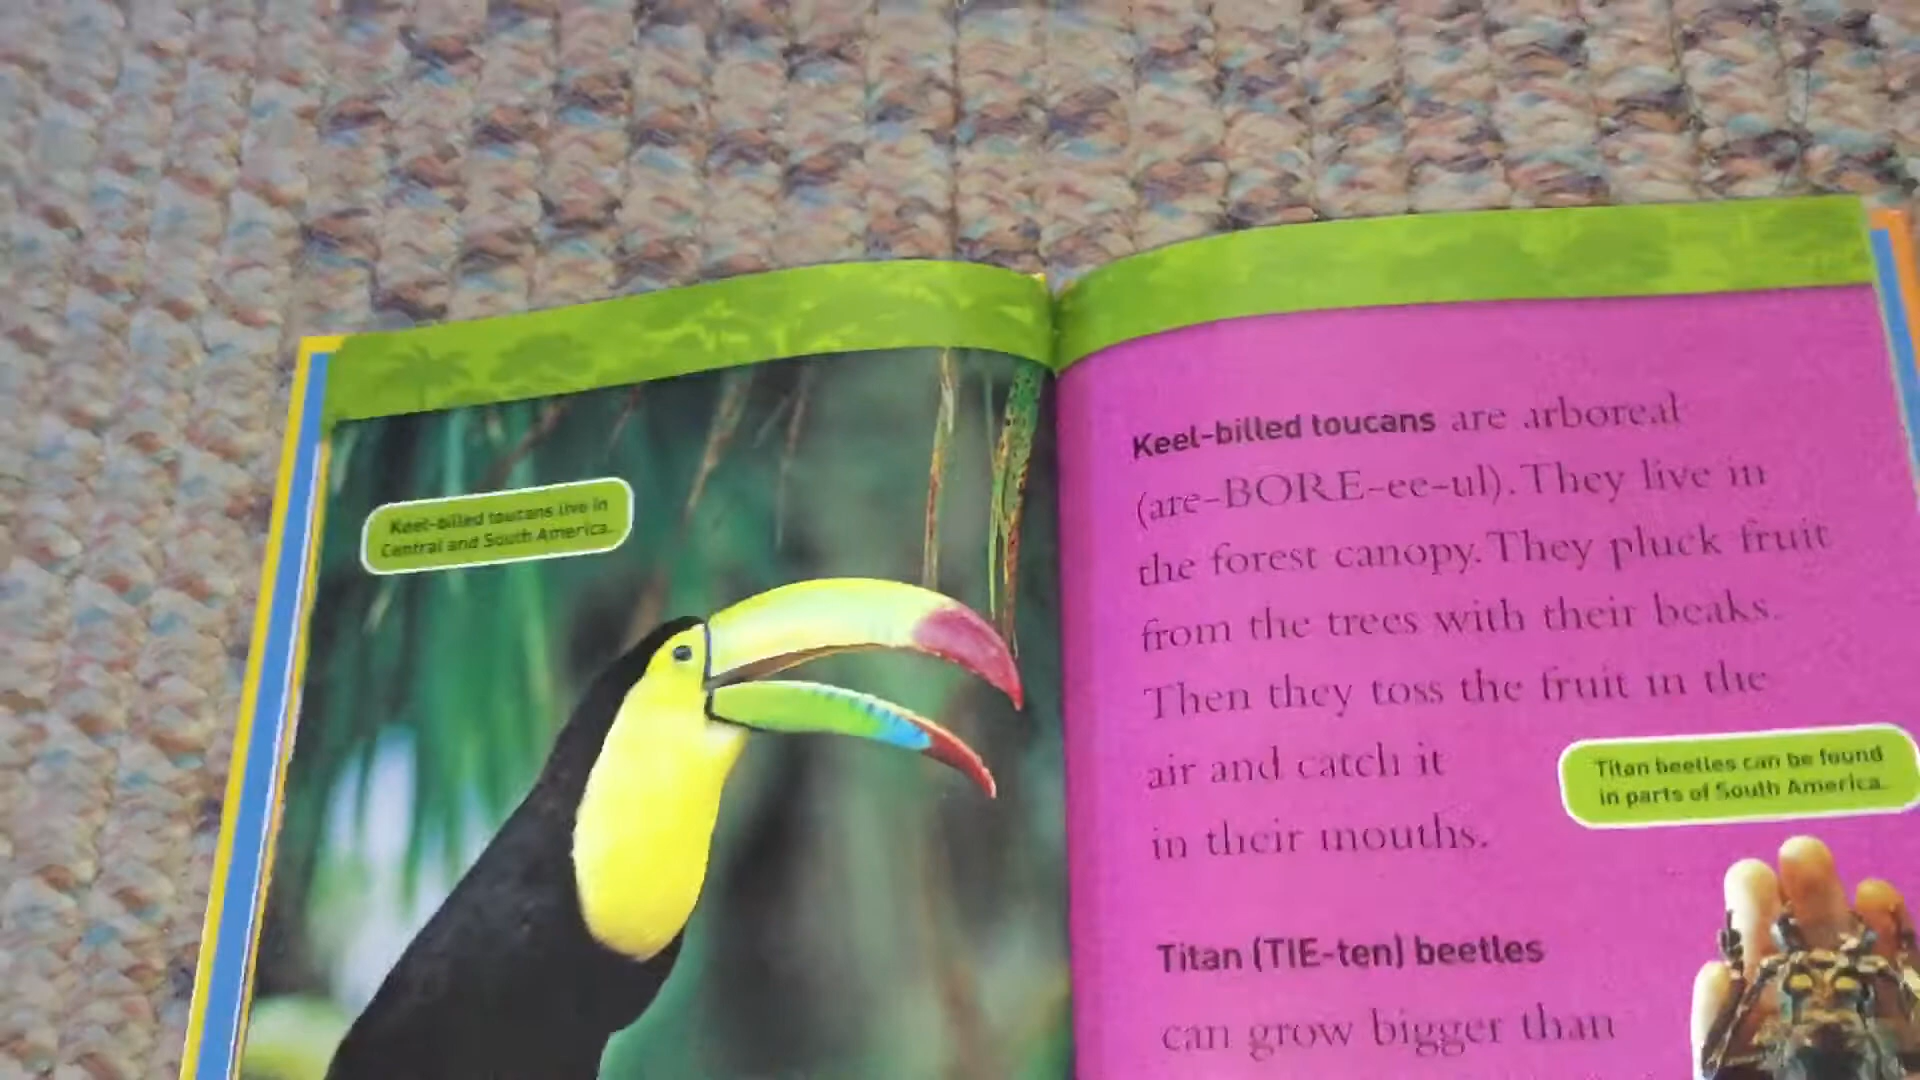 Keel-billed toucans live in
Central and South America.
Keel-billed toucans are arboreal
(are-BORE-ee-ul). They live in
the forest canopy. They pluck fruit
from the trees with their beaks.
Then they toss the fruit in the
air and catch it
in their mouths.
Titan beetles can be found
in parts of South America.
Titan (TIE-ten) beetles
can grow bigger than